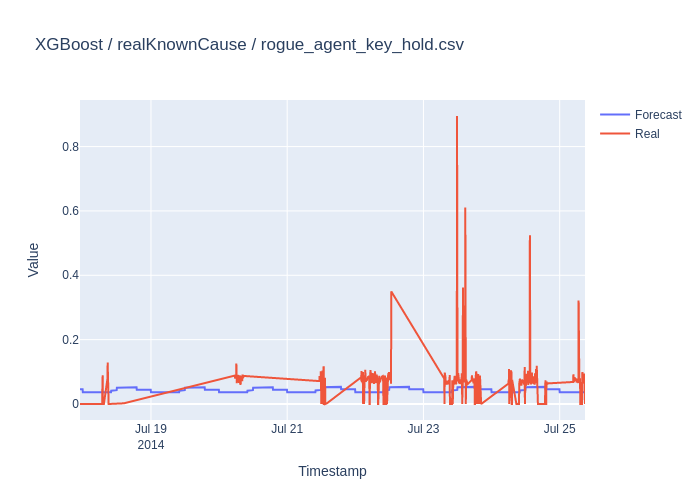 XGBoost / realKnownCause / rogue_agent_key_hold.csv
Forecast
Real
Value
0.8
0.6
0.4
0.2
0
Jul 19
2014
Jul 21
Jul 23
Jul 25
Timestamp